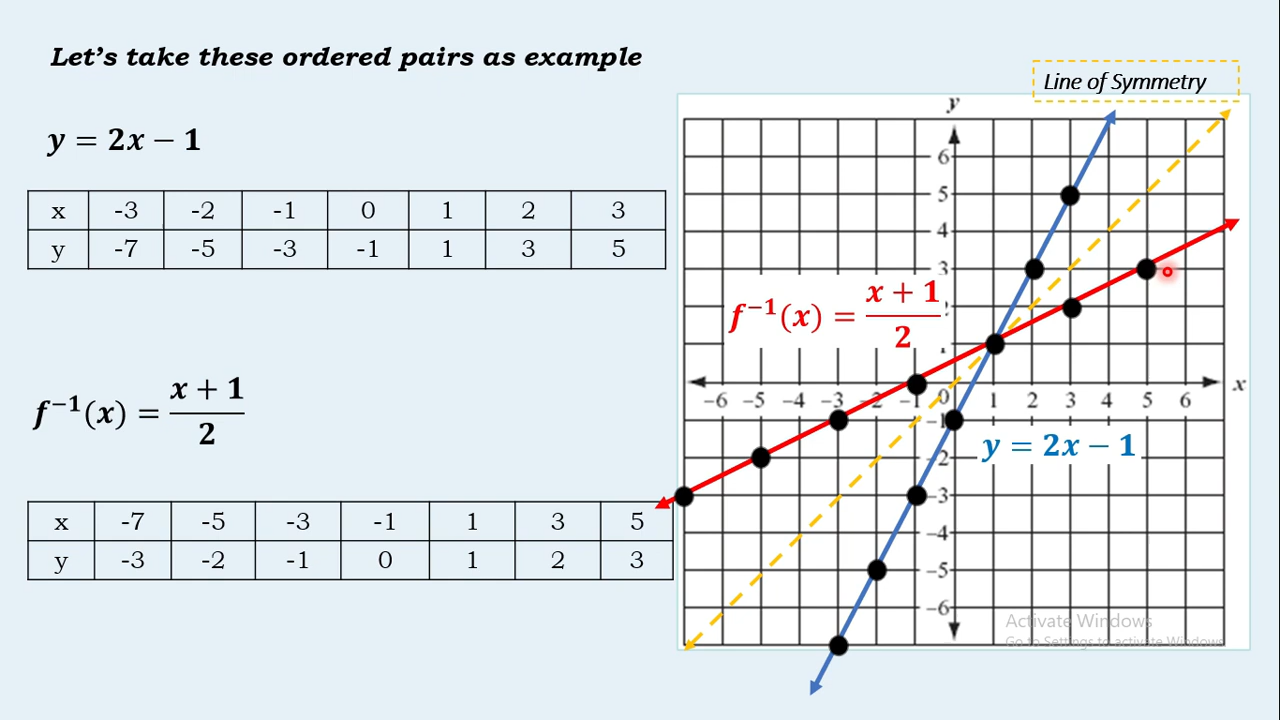 Let's take these ordered pairs as example
Line of Symmetry
y = 2x − 1
x -3 -2 -1 0 1 2 3
y -7 -5 -3 -1 1 3 5
f⁻¹(x) = (x + 1)/2
x -7 -5 -3 -1 1 3 5
y -3 -2 -1 0 1 2 3
y
6
5
4
3
f⁻¹(x) = (x + 1)/2
x
−6 −5 −4 −3 −2 −1 0 1 2 3 4 5 6
−1
y = 2x − 1
−2
−3
−4
−5
−6
Activate Windows
Go to Settings to activate Windows.